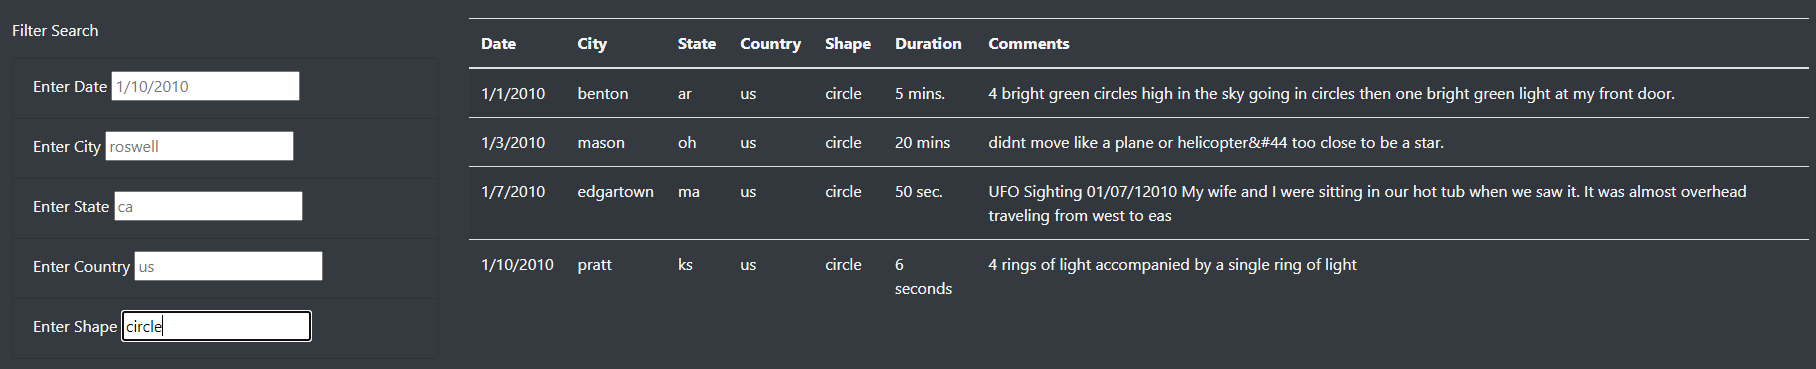 Filter Search
Enter Date 1/10/2010
Enter City roswell
Enter State ca
Enter Country us
Enter Shape circle
Date City State Country Shape Duration Comments
1/1/2010 benton ar us circle 5 mins. 4 bright green circles high in the sky going in circles then one bright green light at my front door.
1/3/2010 mason oh us circle 20 mins didnt move like a plane or helicopter&#44 too close to be a star.
1/7/2010 edgartown ma us circle 50 sec. UFO Sighting 01/07/12010 My wife and I were sitting in our hot tub when we saw it. It was almost overhead
traveling from west to eas
1/10/2010 pratt ks us circle 6 4 rings of light accompanied by a single ring of light
seconds